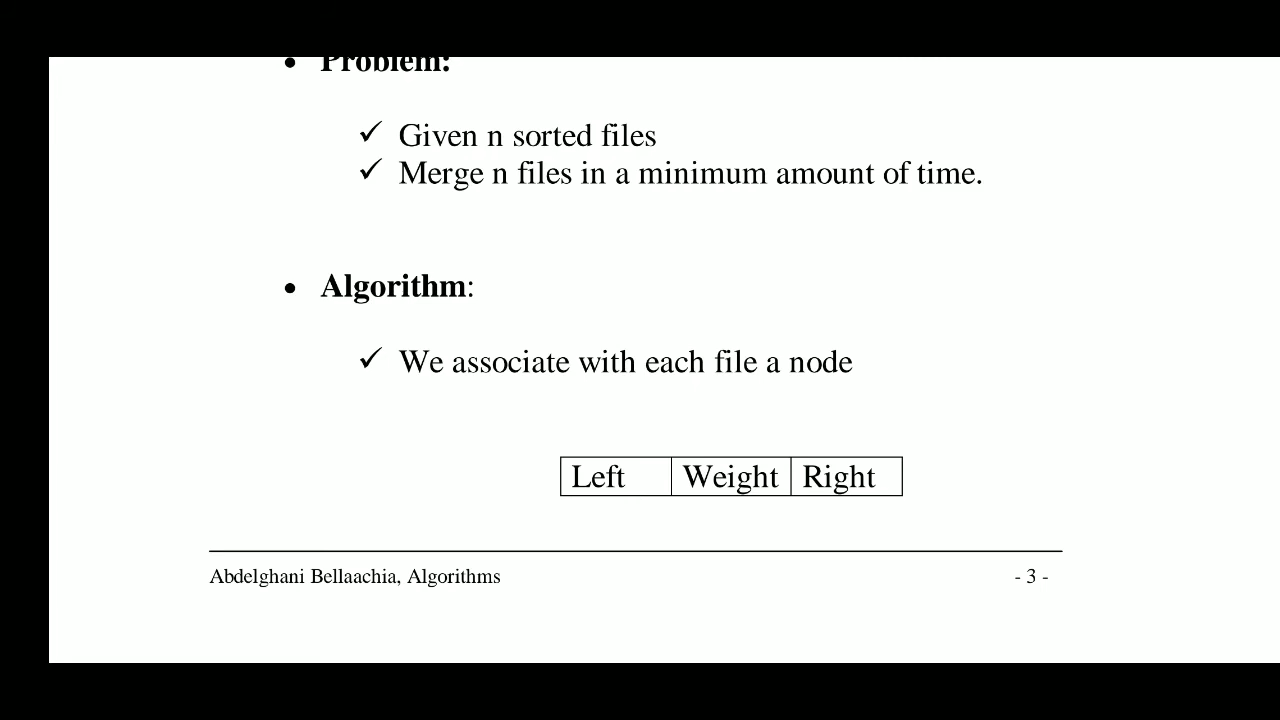 • Problem:
✓ Given n sorted files
✓ Merge n files in a minimum amount of time.
• Algorithm:
✓ We associate with each file a node
Left Weight Right
Abdelghani Bellaachia, Algorithms - 3 -